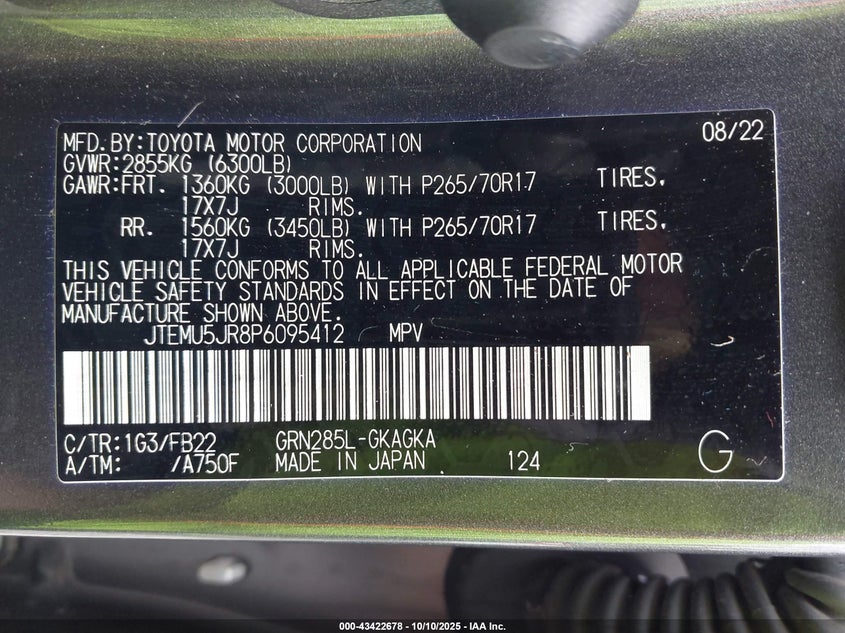 MFD.BY:TOYOTA MOTOR CORPORATION 08/22
GVWR:2855KG (6300LB)
GAWR:FRT. 1360KG (3000LB) WITH P265/70R17 TIRES.
17X7J RIMS.
RR. 1560KG (3450LB) WITH P265/70R17 TIRES.
17X7J RIMS.
THIS VEHICLE CONFORMS TO ALL APPLICABLE FEDERAL MOTOR
VEHICLE SAFETY STANDARDS IN EFFECT ON THE DATE OF
MANUFACTURE SHOWN ABOVE.
JTEMU5JR8P6095412 MPV
C/TR:1G3/FB22 GRN285L-GKAGKA
A/TM: /A750F MADE IN JAPAN 124 G
000-43422678 - 10/10/2025 - IAA Inc.